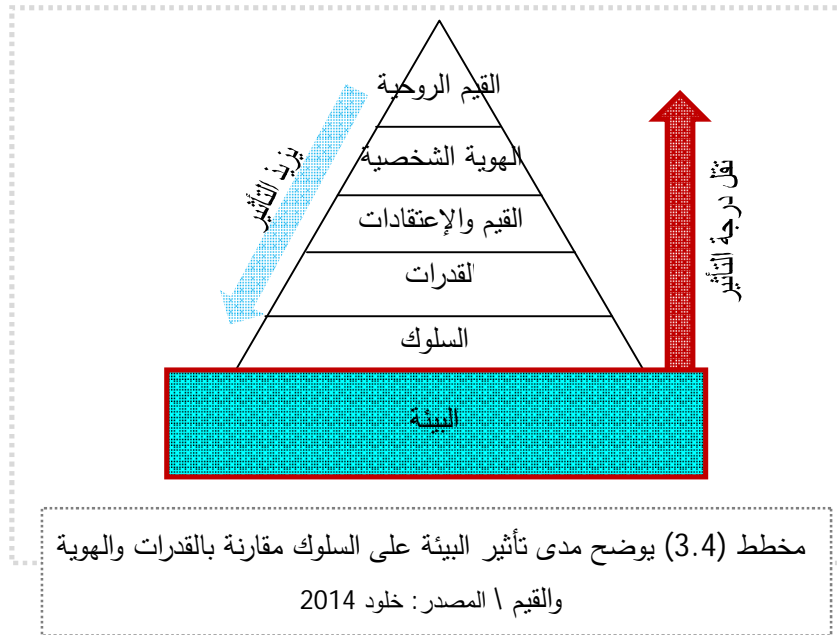 القيم الروحية
الهوية الشخصية
القيم والإعتقادات
لقدرات
السلوك
البيئة
يزيد التأثير
تقل درجة التأثير
مخطط (3.4) يوضح مدى تأثير البيئة على السلوك مقارنة بالقدرات والهوية
والقيم \ المصدر: خلود 2014